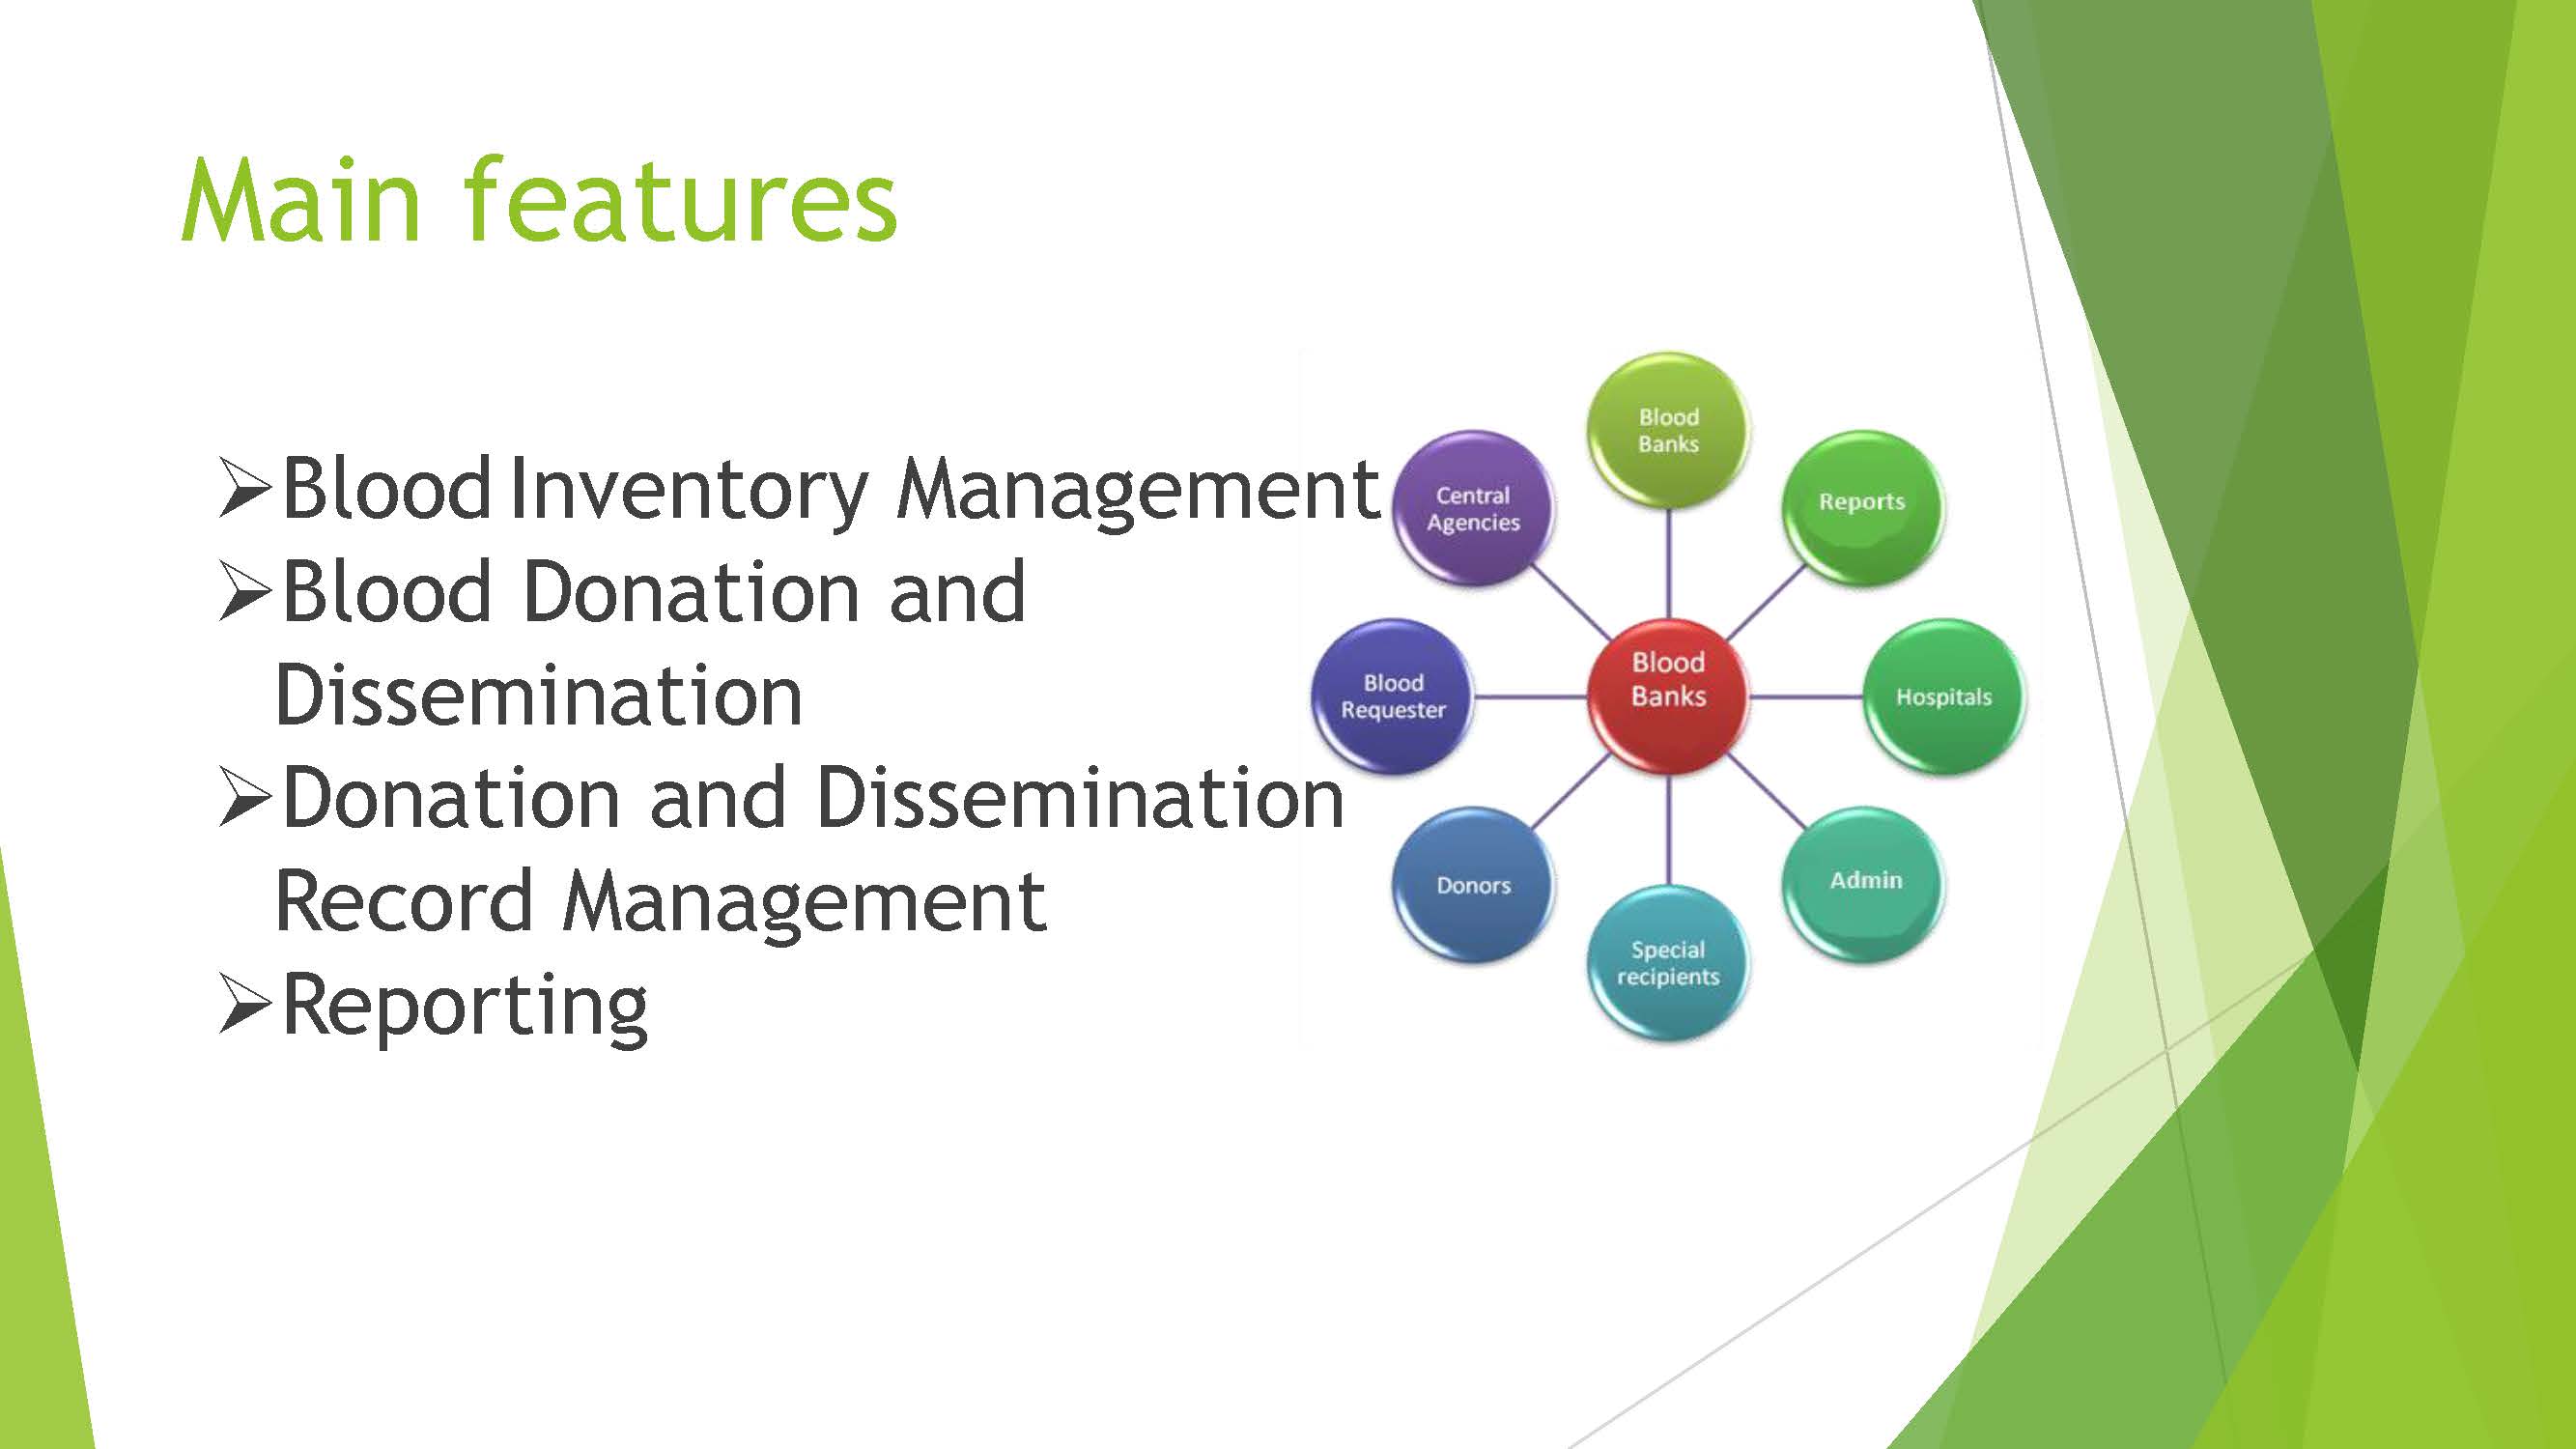 Main features
➢Blood Inventory Management
➢Blood Donation and
Dissemination
➢Donation and Dissemination
Record Management
➢Reporting
Blood
Banks
Reports
Hospitals
Admin
Special
recipients
Donors
Blood
Requester
Central
Agencies
Blood
Banks